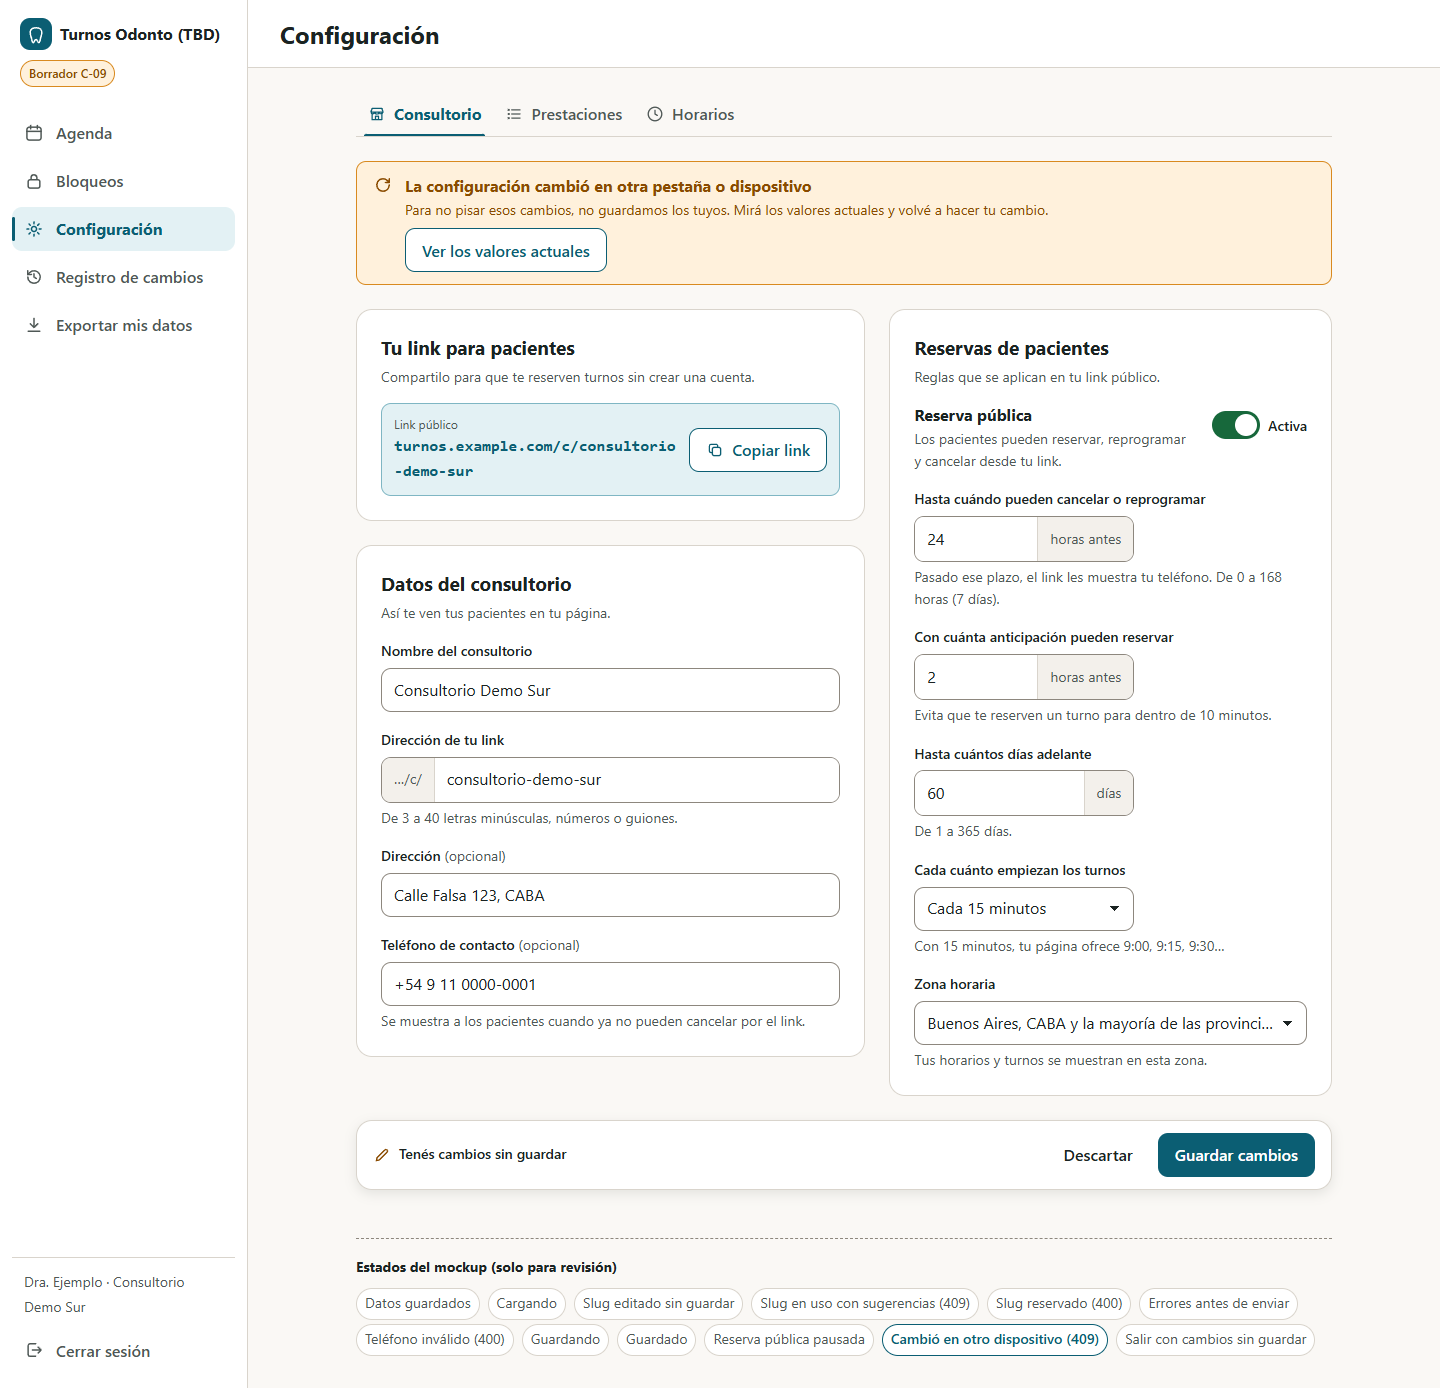 Turnos Odonto (TBD)
Borrador C-09
Agenda
Bloqueos
Configuración
Registro de cambios
Exportar mis datos
Dra. Ejemplo · Consultorio
Demo Sur
Cerrar sesión
Configuración
Consultorio
Prestaciones
Horarios
La configuración cambió en otra pestaña o dispositivo
Para no pisar esos cambios, no guardamos los tuyos. Mirá los valores actuales y volvé a hacer tu cambio.
Ver los valores actuales
Tu link para pacientes
Compartilo para que te reserven turnos sin crear una cuenta.
Link público
turnos.example.com/c/consultorio
-demo-sur
Copiar link
Datos del consultorio
Así te ven tus pacientes en tu página.
Nombre del consultorio
Consultorio Demo Sur
Dirección de tu link
.../c/ consultorio-demo-sur
De 3 a 40 letras minúsculas, números o guiones.
Dirección (opcional)
Calle Falsa 123, CABA
Teléfono de contacto (opcional)
+54 9 11 0000-0001
Se muestra a los pacientes cuando ya no pueden cancelar por el link.
Reservas de pacientes
Reglas que se aplican en tu link público.
Reserva pública
Los pacientes pueden reservar, reprogramar
y cancelar desde tu link.
Activa
Hasta cuándo pueden cancelar o reprogramar
24 horas antes
Pasado ese plazo, el link les muestra tu teléfono. De 0 a 168
horas (7 días).
Con cuánta anticipación pueden reservar
2 horas antes
Evita que te reserven un turno para dentro de 10 minutos.
Hasta cuántos días adelante
60 días
De 1 a 365 días.
Cada cuánto empiezan los turnos
Cada 15 minutos
Con 15 minutos, tu página ofrece 9:00, 9:15, 9:30...
Zona horaria
Buenos Aires, CABA y la mayoría de las provinci...
Tus horarios y turnos se muestran en esta zona.
Tenés cambios sin guardar
Descartar
Guardar cambios
Estados del mockup (solo para revisión)
Datos guardados
Cargando
Slug editado sin guardar
Slug en uso con sugerencias (409)
Slug reservado (400)
Errores antes de enviar
Teléfono inválido (400)
Guardando
Guardado
Reserva pública pausada
Cambió en otro dispositivo (409)
Salir con cambios sin guardar